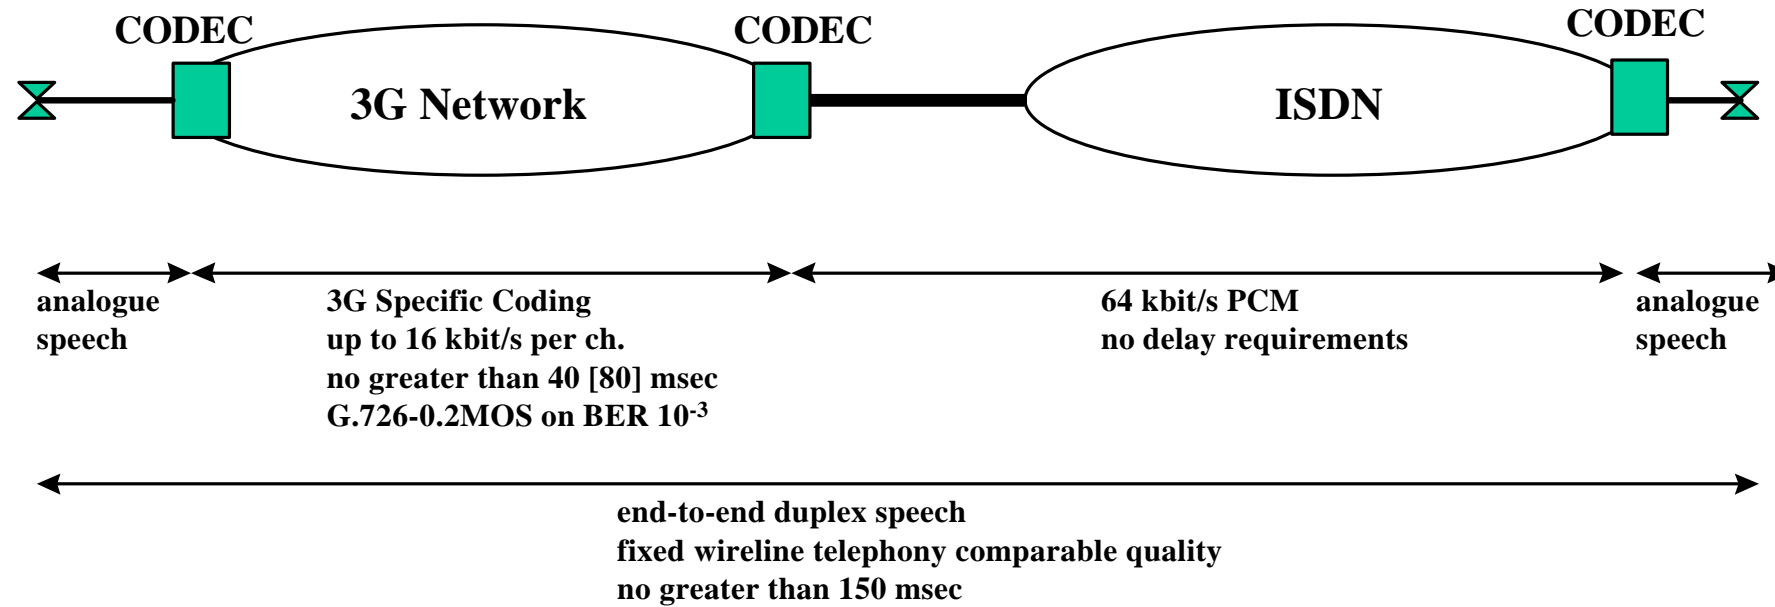 CODEC
CODEC
CODEC
3G Network
ISDN
analogue
speech
3G Specific Coding
up to 16 kbit/s per ch.
no greater than 40 [80] msec
G.726-0.2MOS on BER 10-3
64 kbit/s PCM
no delay requirements
analogue
speech
end-to-end duplex speech
fixed wireline telephony comparable quality
no greater than 150 msec